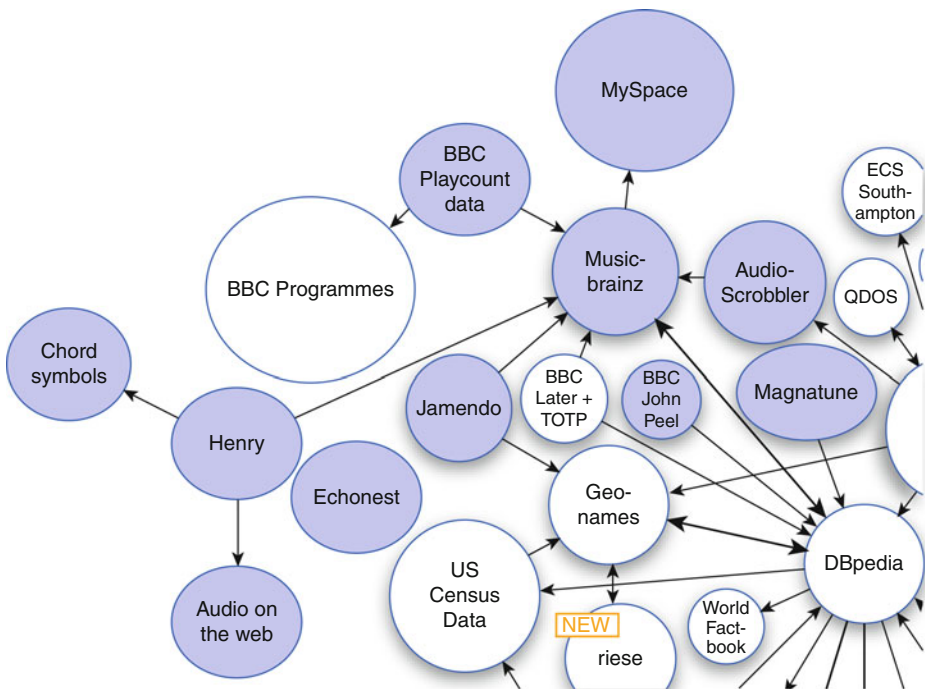 MySpace
BBC
Playcount
data
ECS
South-
ampton
Music-
brainz
Audio-
Scrobbler
BBC Programmes
QDOS
Chord
symbols
BBC
Later +
TOTP
BBC
John
Peel
Magnatune
Jamendo
Henry
Echonest
Geo-
names
DBpedia
US
Census
Data
Audio on
the web
World
Fact-
book
NEW
riese